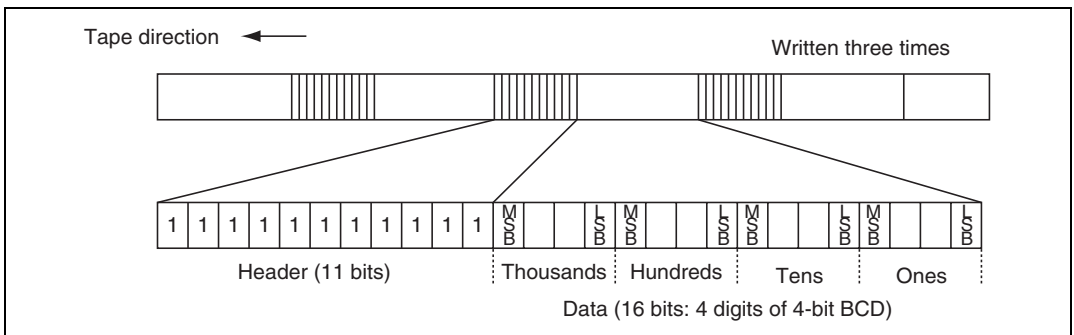 Tape direction
Written three times
1 1 1 1 1 1 1 1 1 1 1 MSB LSB MSB LSB MSB LSB MSB LSB
Header (11 bits) Thousands Hundreds Tens Ones
Data (16 bits: 4 digits of 4-bit BCD)